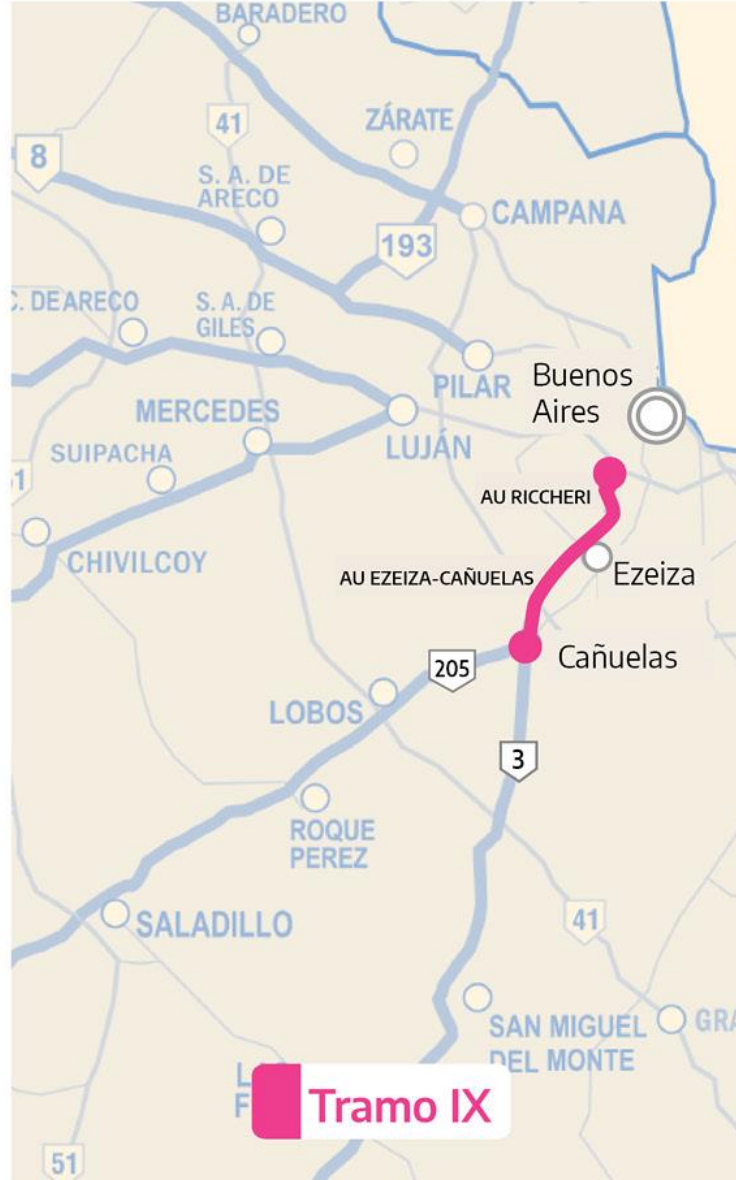 BARADERO
41
ZÁRATE
8
S. A. DE
ARECO
CAMPANA
193
C. DE ARECO
S. A. DE
GILES
PILAR
Buenos
Aires
MERCEDES
LUJÁN
SUIPACHA
AU RICCHERI
CHIVILCOY
AU EZEIZA-CAÑUELAS
Ezeiza
Cañuelas
205
LOBOS
3
ROQUE
PEREZ
SALADILLO
41
SAN MIGUEL
DEL MONTE
GRA
Tramo IX
51